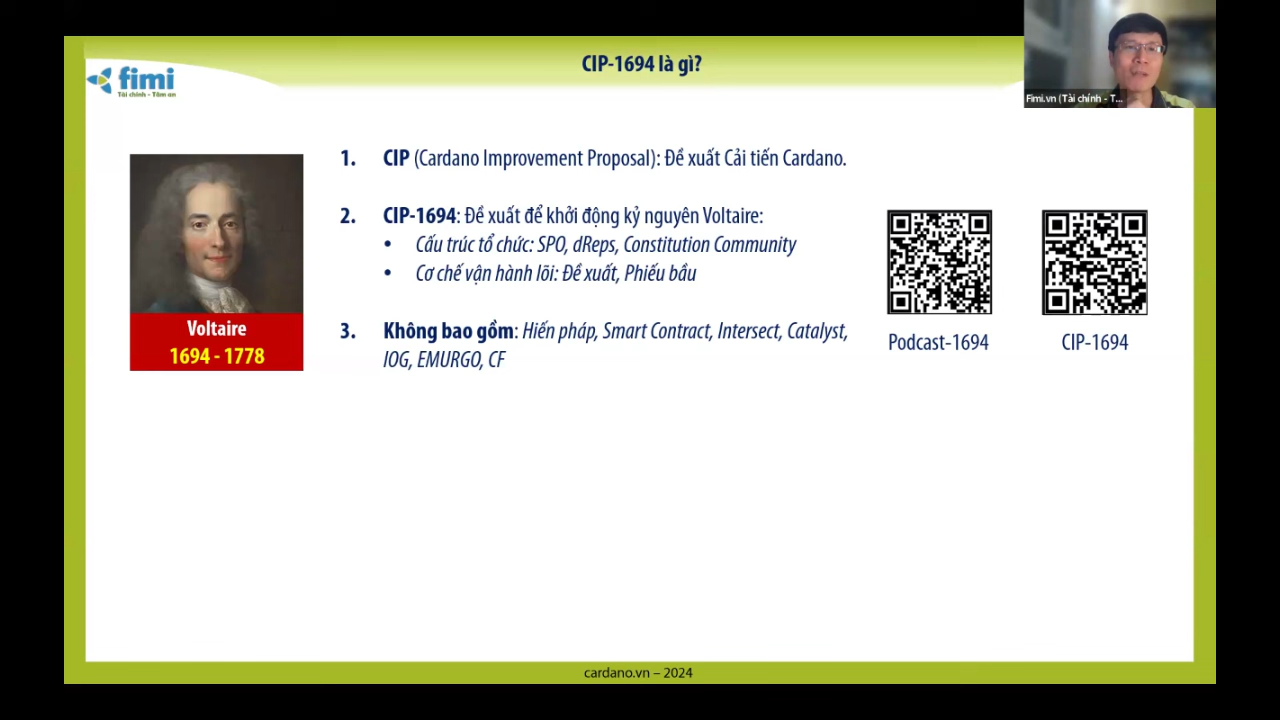 CIP-1694 là gì?
fimi
Tài chính - Tâm an
Fimi.vn (Tài chính - T...
1. CIP (Cardano Improvement Proposal): Đề xuất Cải tiến Cardano.
2. CIP-1694: Đề xuất để khởi động kỷ nguyên Voltaire:
• Cấu trúc tổ chức: SPO, dReps, Constitution Community
• Cơ chế vận hành lõi: Đề xuất, Phiếu bầu
3. Không bao gồm: Hiến pháp, Smart Contract, Intersect, Catalyst,
IOG, EMURGO, CF
Voltaire
1694 - 1778
Podcast-1694
CIP-1694
cardano.vn – 2024